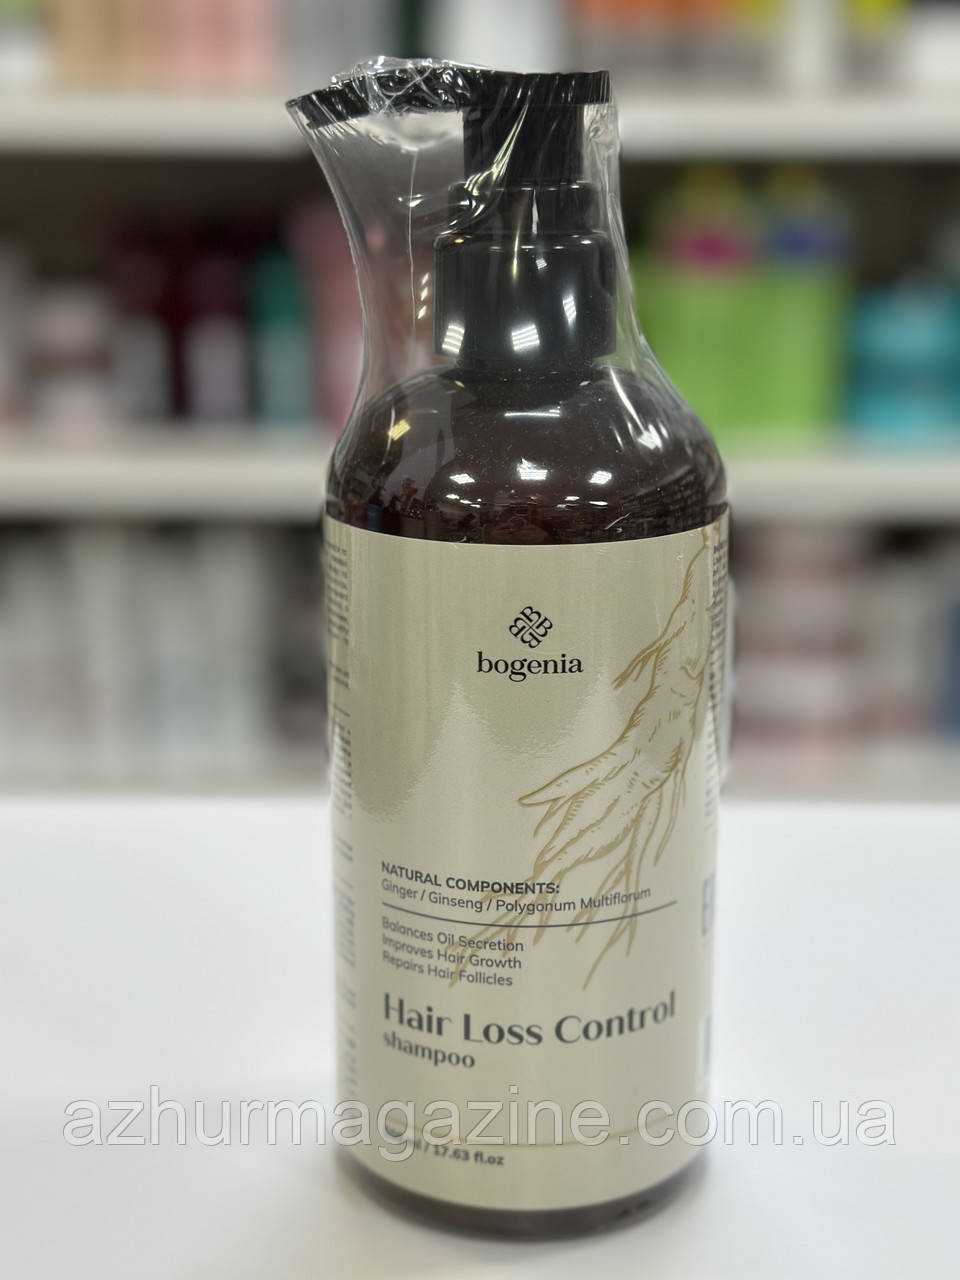 bogenia
NATURAL COMPONENTS:
Ginger / Ginseng / Polygonum Multiflorum
Balances Oil Secretion
Improves Hair Growth
Repairs Hair Follicles
Hair Loss Control
shampoo
ml / 17.63 fl.oz
azhurmagazine.com.ua